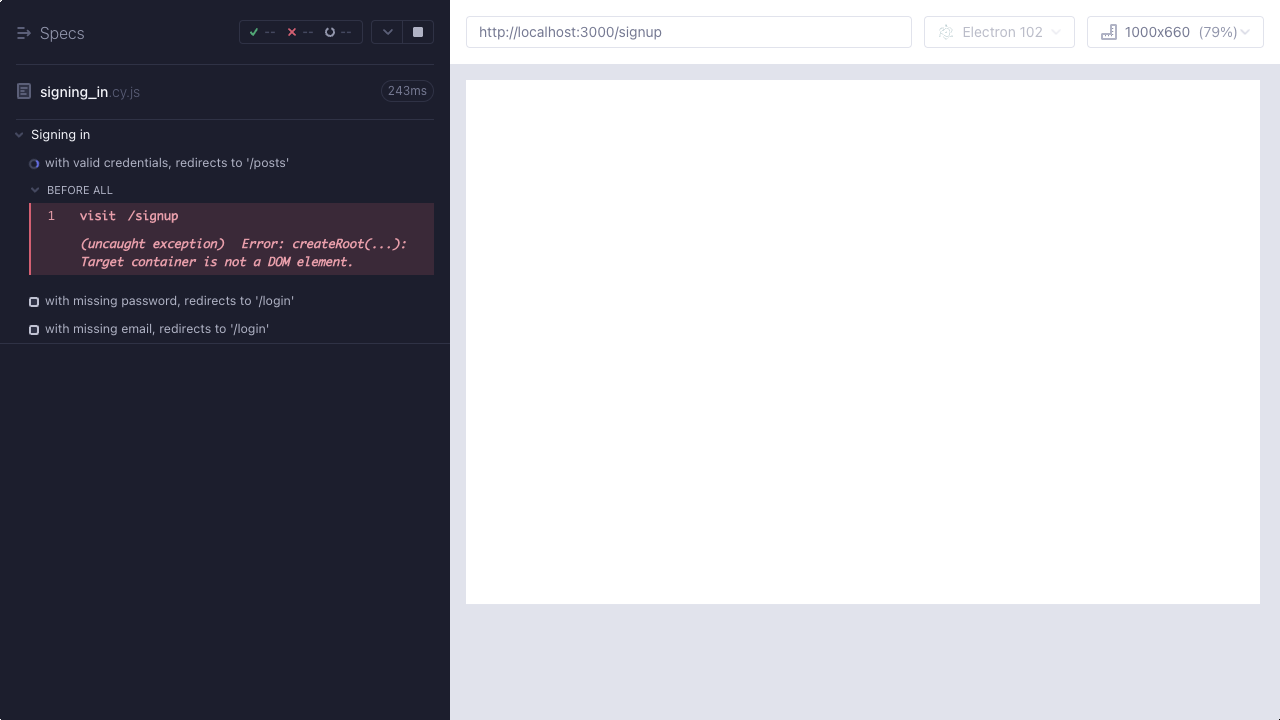 Specs
-- -- --
signing_in.cy.js
243ms
Signing in
with valid credentials, redirects to '/posts'
BEFORE ALL
1 visit /signup
(uncaught exception) Error: createRoot(...):
Target container is not a DOM element.
with missing password, redirects to '/login'
with missing email, redirects to '/login'
http://localhost:3000/signup
Electron 102
1000x660 (79%)